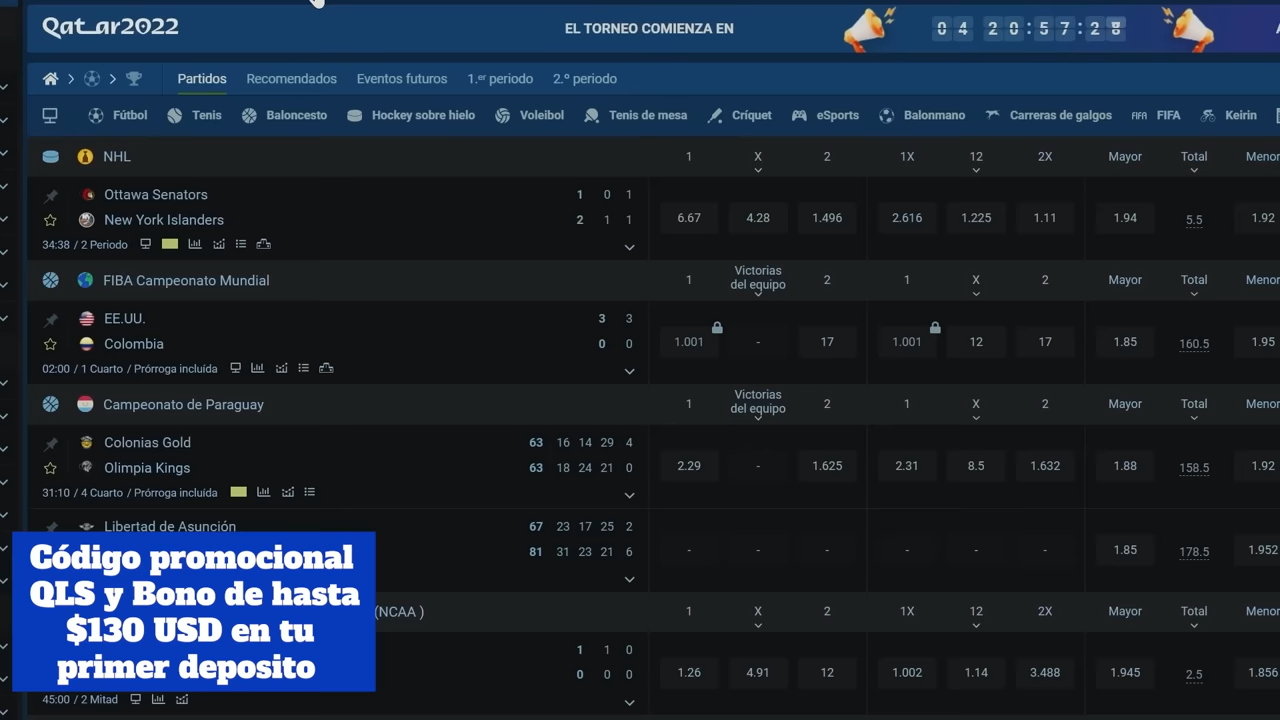 Qatar2022 EL TORNEO COMIENZA EN 04 20:57:28
Partidos Recomendados Eventos futuros 1.er periodo 2.º periodo
Fútbol Tenis Baloncesto Hockey sobre hielo Voleibol Tenis de mesa Críquet eSports Balonmano Carreras de galgos FIFA FIFA Keirin
NHL 1 X 2 1X 12 2X Mayor Total Menor
Ottawa Senators 1 0 1
New York Islanders 2 1 1
6.67 4.28 1.496 2.616 1.225 1.11 1.94 5.5 1.92
34:38 / 2 Periodo
FIBA Campeonato Mundial 1 Victorias del equipo 2 1 X 2 Mayor Total Menor
EE.UU. 3 3
Colombia 0 0
1.001 - 17 1.001 12 17 1.85 160.5 1.95
02:00 / 1 Cuarto / Prórroga incluída
Campeonato de Paraguay 1 Victorias del equipo 2 1 X 2 Mayor Total Menor
Colonias Gold 63 16 14 29 4
Olimpia Kings 63 18 24 21 0
2.29 - 1.625 2.31 8.5 1.632 1.88 158.5 1.92
31:10 / 4 Cuarto / Prórroga incluída
Libertad de Asunción 67 23 17 25 2
81 31 23 21 6
- - - - - - 1.85 178.5 1.952
(NCAA ) 1 X 2 1X 12 2X Mayor Total Menor
1 1 0
0 0 0
1.26 4.91 12 1.002 1.14 3.488 1.945 2.5 1.856
45:00 / 2 Mitad
Código promocional
QLS y Bono de hasta
$130 USD en tu
primer deposito